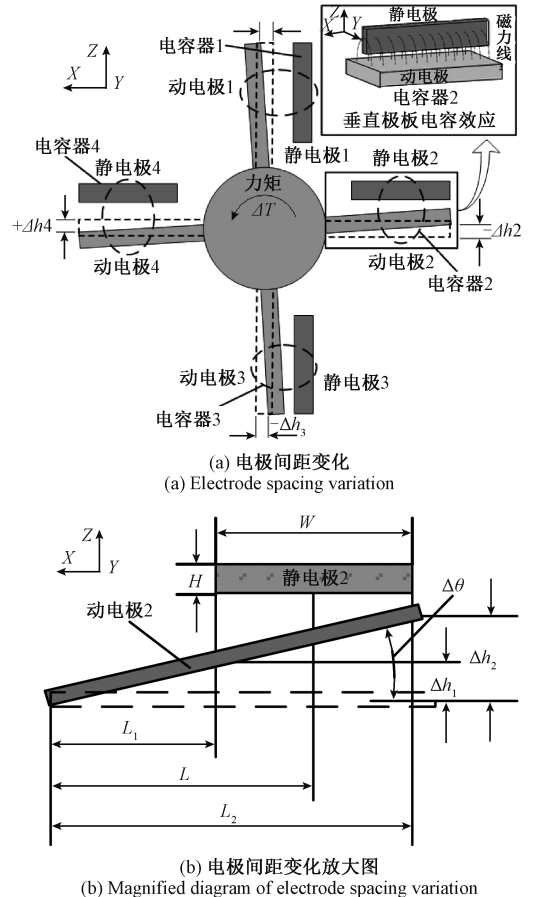 Z
X
Y
电容器1
动电极1
静电极1
Z
X
Y
静电极
磁力线
动电极
电容器2
垂直极板电容效应
电容器4
静电极4
+Δh4
动电极4
力矩
ΔT
静电极2
−Δh2
动电极2
电容器2
动电极3
静电极3
电容器3
−Δh₃
(a) 电极间距变化
(a) Electrode spacing variation
Z
X
Y
W
H
静电极2
动电极2
Δθ
Δh₂
Δh₁
L₁
L
L₂
(b) 电极间距变化放大图
(b) Magnified diagram of electrode spacing variation